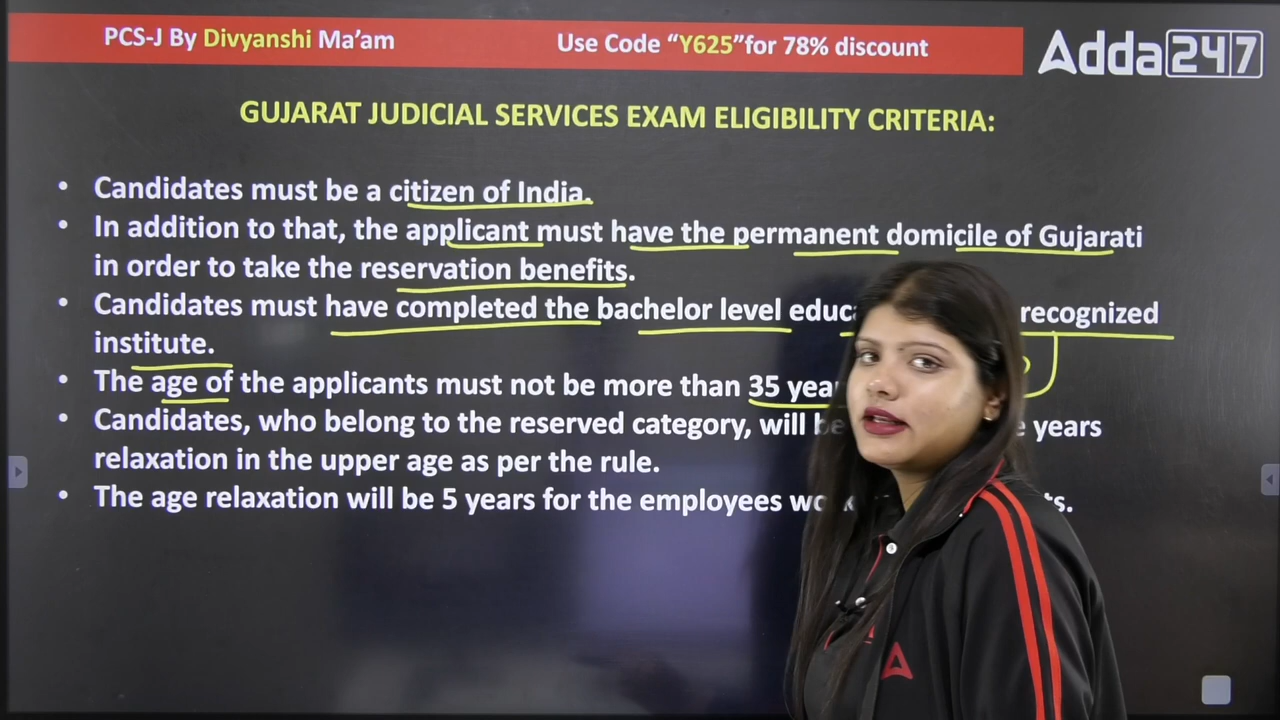 PCS-J By Divyanshi Ma’am
Use Code “Y625”for 78% discount
Adda247
GUJARAT JUDICIAL SERVICES EXAM ELIGIBILITY CRITERIA:
• Candidates must be a citizen of India.
• In addition to that, the applicant must have the permanent domicile of Gujarati
in order to take the reservation benefits.
• Candidates must have completed the bachelor level recognized
institute.
• The age of the applicants must not be more than 35
• Candidates, who belong to the reserved category, will years
relaxation in the upper age as per the rule.
• The age relaxation will be 5 years for the employees